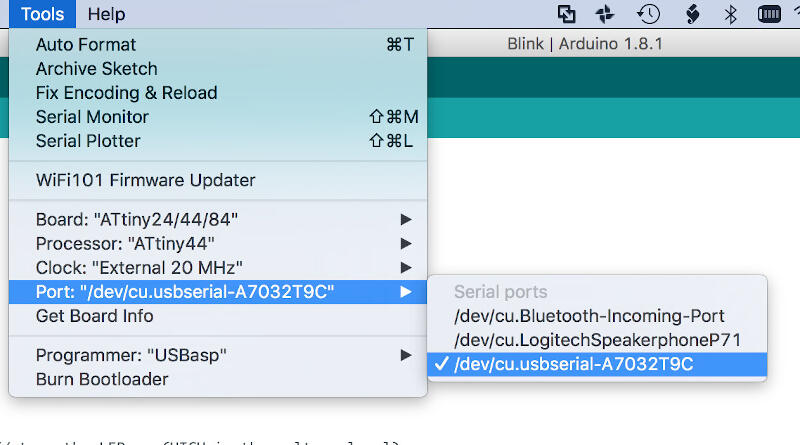 Tools Help
Blink | Arduino 1.8.1
Auto Format ⌘T
Archive Sketch
Fix Encoding & Reload
Serial Monitor ⇧⌘M
Serial Plotter ⇧⌘L
WiFi101 Firmware Updater
Board: "ATtiny24/44/84"
Processor: "ATtiny44"
Clock: "External 20 MHz"
Port: "/dev/cu.usbserial-A7032T9C"
Get Board Info
Programmer: "USBasp"
Burn Bootloader
Serial ports
/dev/cu.Bluetooth-Incoming-Port
/dev/cu.LogitechSpeakerphoneP71
✓ /dev/cu.usbserial-A7032T9C